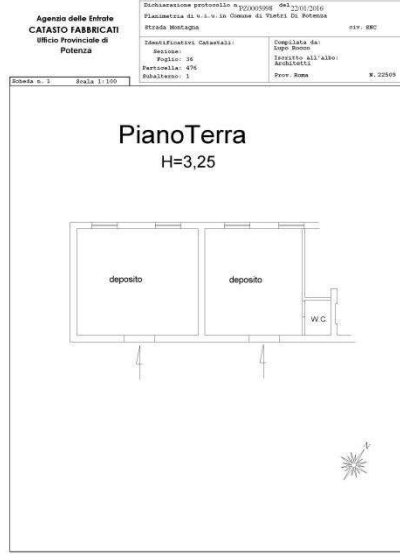 Agenzia delle Entrate
CATASTO FABBRICATI
Ufficio Provinciale di
Potenza
Dichiarazione protocollo n. PZ0005998 del 22/01/2016
Planimetria di u.i.u. in Comune di Vietri Di Potenza
Strada Montagna civ. SNC
Identificativi Catastali:
Sezione:
Foglio: 36
Particella: 476
Subalterno: 1
Compilata da:
Lupo Rocco
Iscritto all'albo:
Architetti
Prov. Roma N. 22509
Scheda n. 1 Scala 1:100
PianoTerra
H=3,25
deposito
deposito
W.C.
N